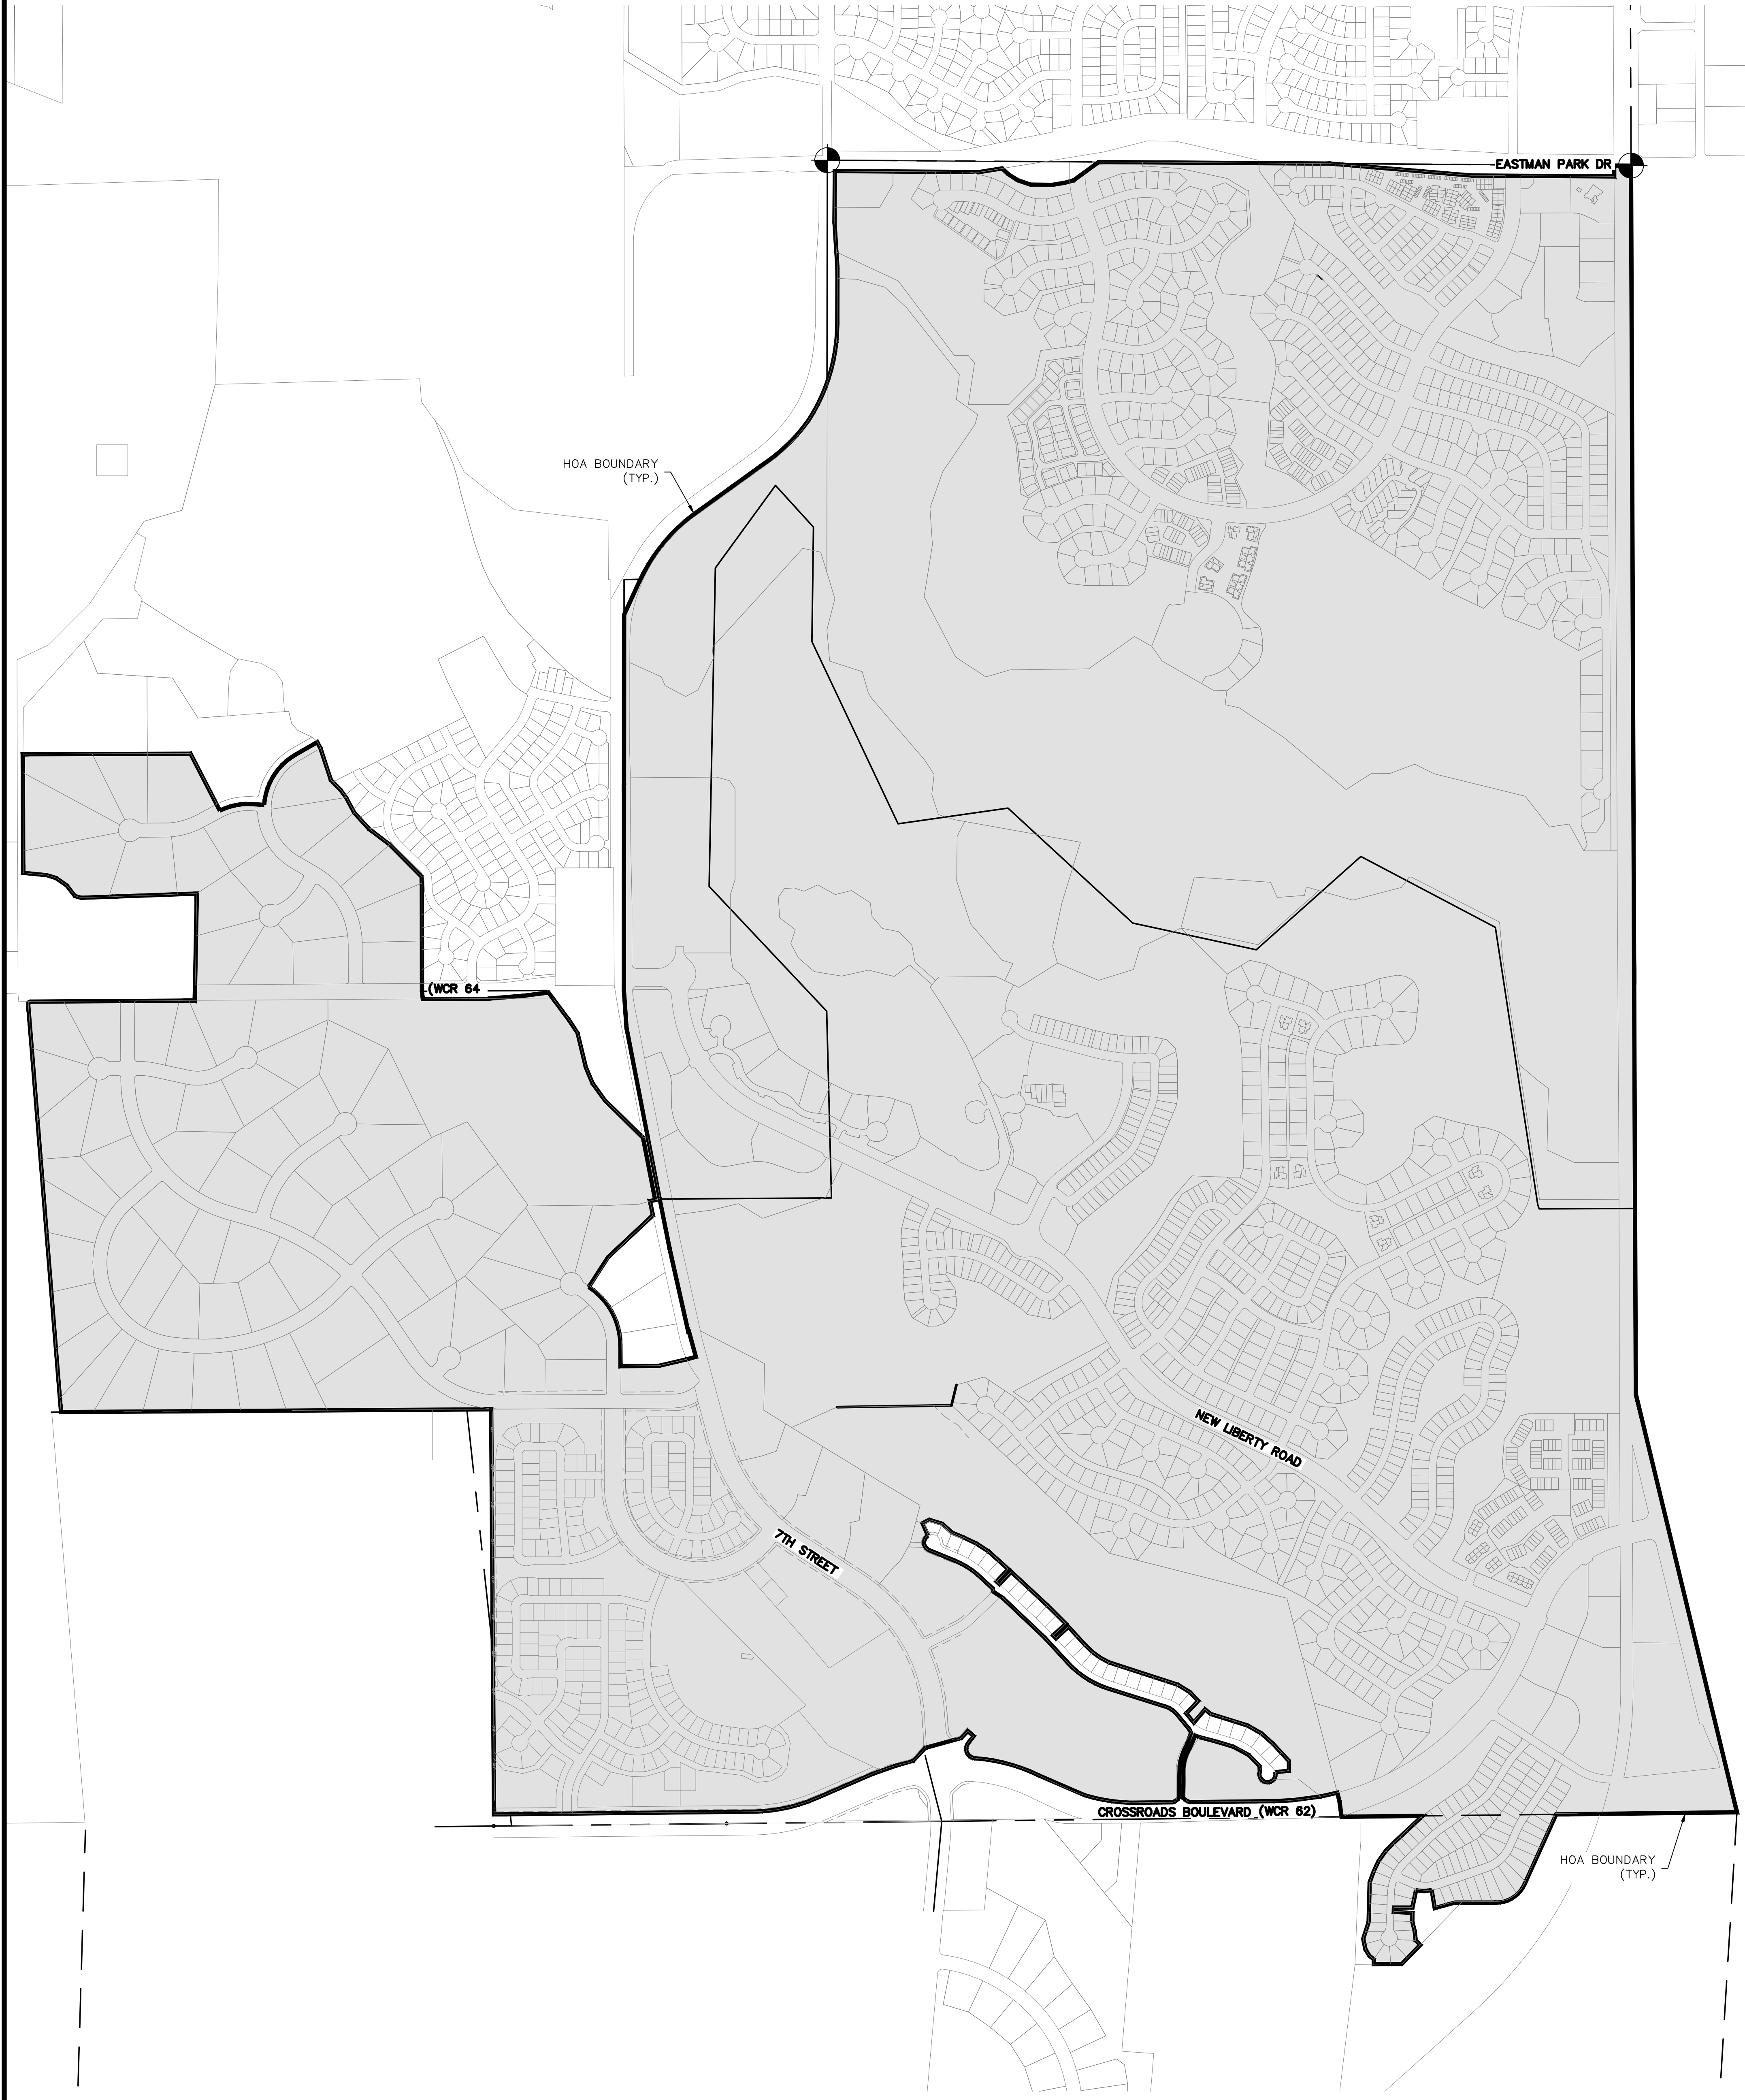 EASTMAN PARK DR
HOA BOUNDARY
(TYP.)
(WCR 64
NEW LIBERTY ROAD
7TH STREET
CROSSROADS BOULEVARD (WCR 62)
HOA BOUNDARY
(TYP.)